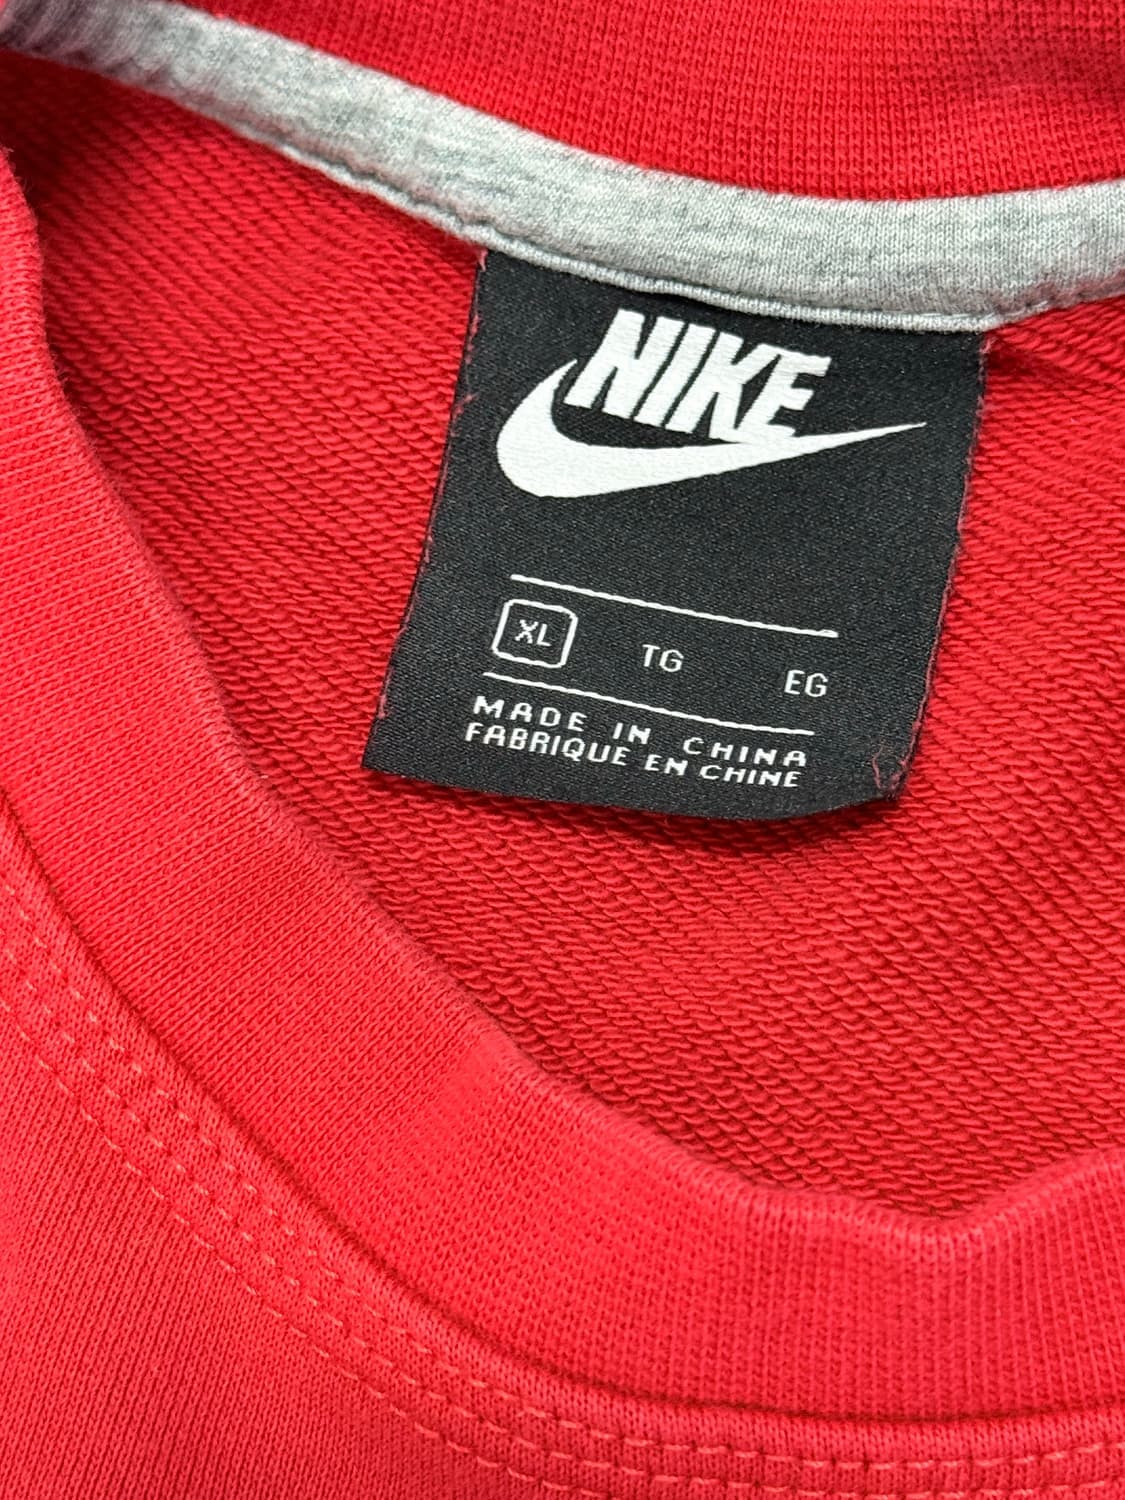 NIKE
XL TG EG
MADE IN CHINA
FABRIQUE EN CHINE